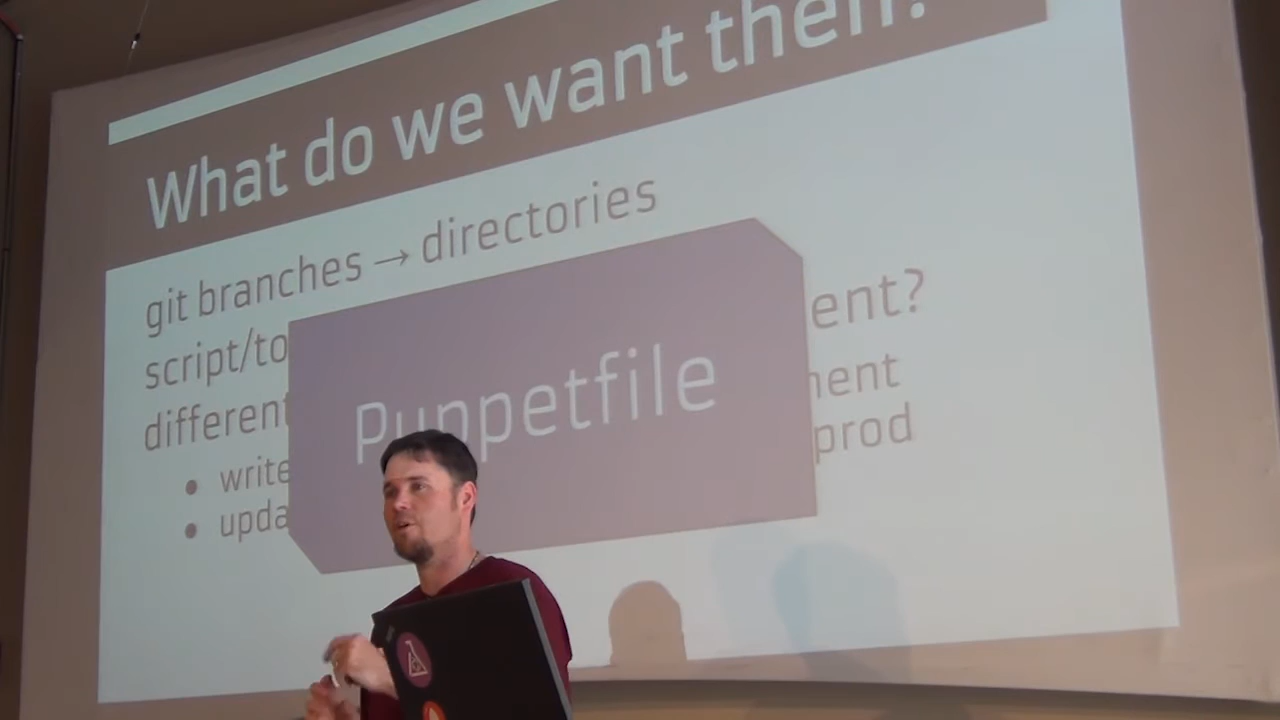 What do we want then?
git branches → directories
script/to ent?
different ment
• write prod
• upda
Puppetfile